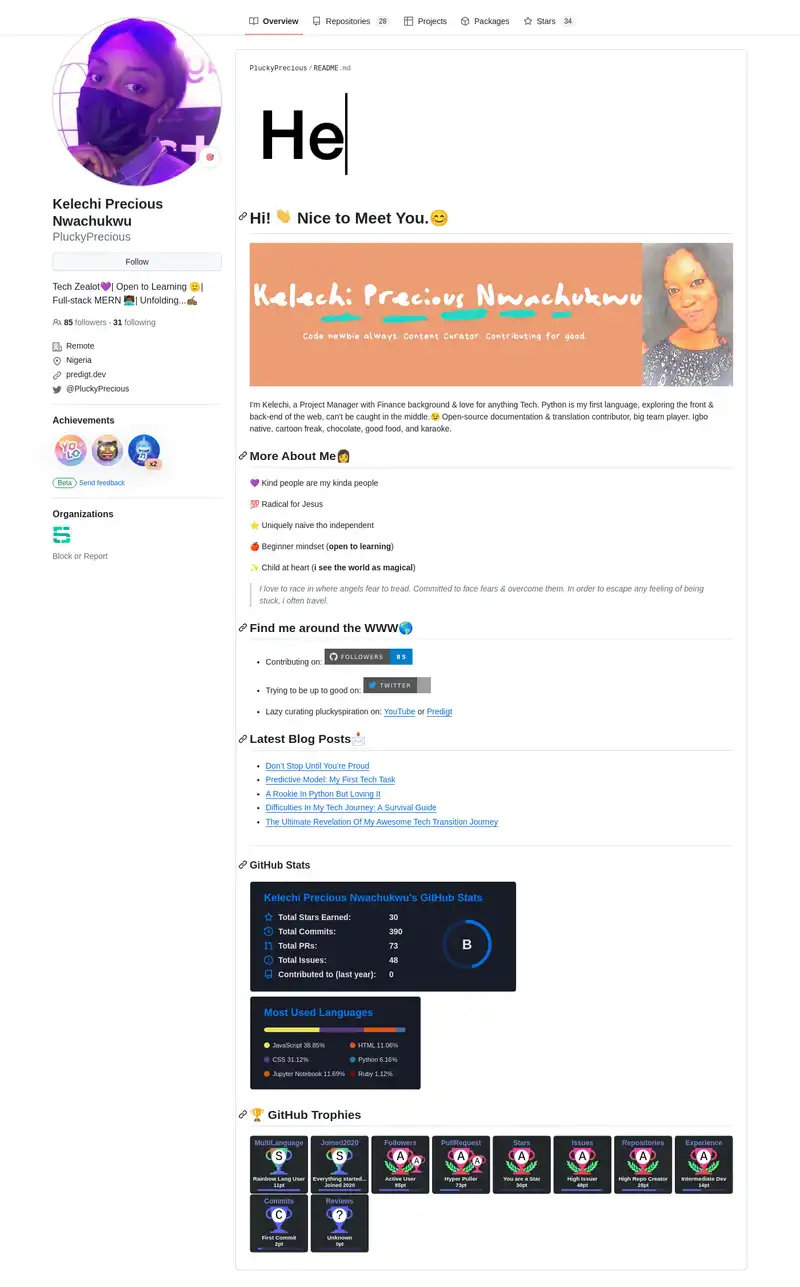 Overview
Repositories 28
Projects
Packages
Stars 34
PluckyPrecious / README.md
He
Kelechi Precious
Nwachukwu
PluckyPrecious
Follow
Tech Zealot💜| Open to Learning 🙂|
Full-stack MERN 👩🏿‍💻| Unfolding...✍🏾
85 followers · 31 following
Remote
Nigeria
predigt.dev
@PluckyPrecious
Achievements
YOLO
x2
Beta Send feedback
Organizations
Block or Report
Hi! 👋 Nice to Meet You.😊
Kelechi Precious Nwachukwu
Code newbie always. Content Curator. Contributing for good.
I'm Kelechi, a Project Manager with Finance background & love for anything Tech. Python is my first language, exploring the front &
back-end of the web, can't be caught in the middle.😉 Open-source documentation & translation contributor, big team player. Igbo
native, cartoon freak, chocolate, good food, and karaoke.
More About Me👩
💜 Kind people are my kinda people
💯 Radical for Jesus
⭐ Uniquely naive tho independent
🍎 Beginner mindset (open to learning)
✨ Child at heart (i see the world as magical)
I love to race in where angels fear to tread. Committed to face fears & overcome them. In order to escape any feeling of being
stuck, i often travel.
Find me around the WWW🌎
Contributing on: FOLLOWERS 85
Trying to be up to good on: TWITTER
Lazy curating pluckyspiration on: YouTube or Predigt
Latest Blog Posts📩
Don't Stop Until You're Proud
Predictive Model: My First Tech Task
A Rookie In Python But Loving It
Difficulties In My Tech Journey: A Survival Guide
The Ultimate Revelation Of My Awesome Tech Transition Journey
GitHub Stats
Kelechi Precious Nwachukwu's GitHub Stats
Total Stars Earned: 30
Total Commits: 390
Total PRs: 73
Total Issues: 48
Contributed to (last year): 0
B
Most Used Languages
JavaScript 38.85% HTML 11.06%
CSS 31.12% Python 6.16%
Jupyter Notebook 11.69% Ruby 1.12%
🏆 GitHub Trophies
MultiLanguage Joined2020 Followers PullRequest Stars Issues Repositories Experience
S S A A A A A A A A
Rainbow Lang User Everything started... Active User Hyper Puller You are a Star High Issuer High Repo Creator Intermediate Dev
11pt Joined 2020 85pt 73pt 30pt 48pt 28pt 14pt
Commits Reviews
C ?
First Commit Unknown
2pt 0pt